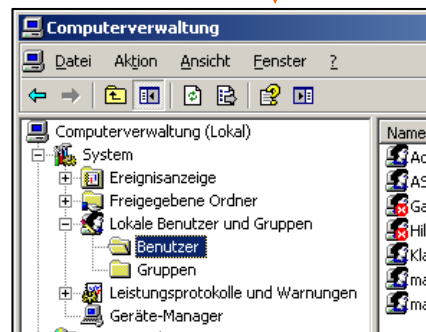 Computerverwaltung
Datei Aktion Ansicht Fenster ?
Computerverwaltung (Lokal)
Name
System
Ereignisanzeige
Freigegebene Ordner
Lokale Benutzer und Gruppen
Benutzer
Gruppen
Leistungsprotokolle und Warnungen
Geräte-Manager